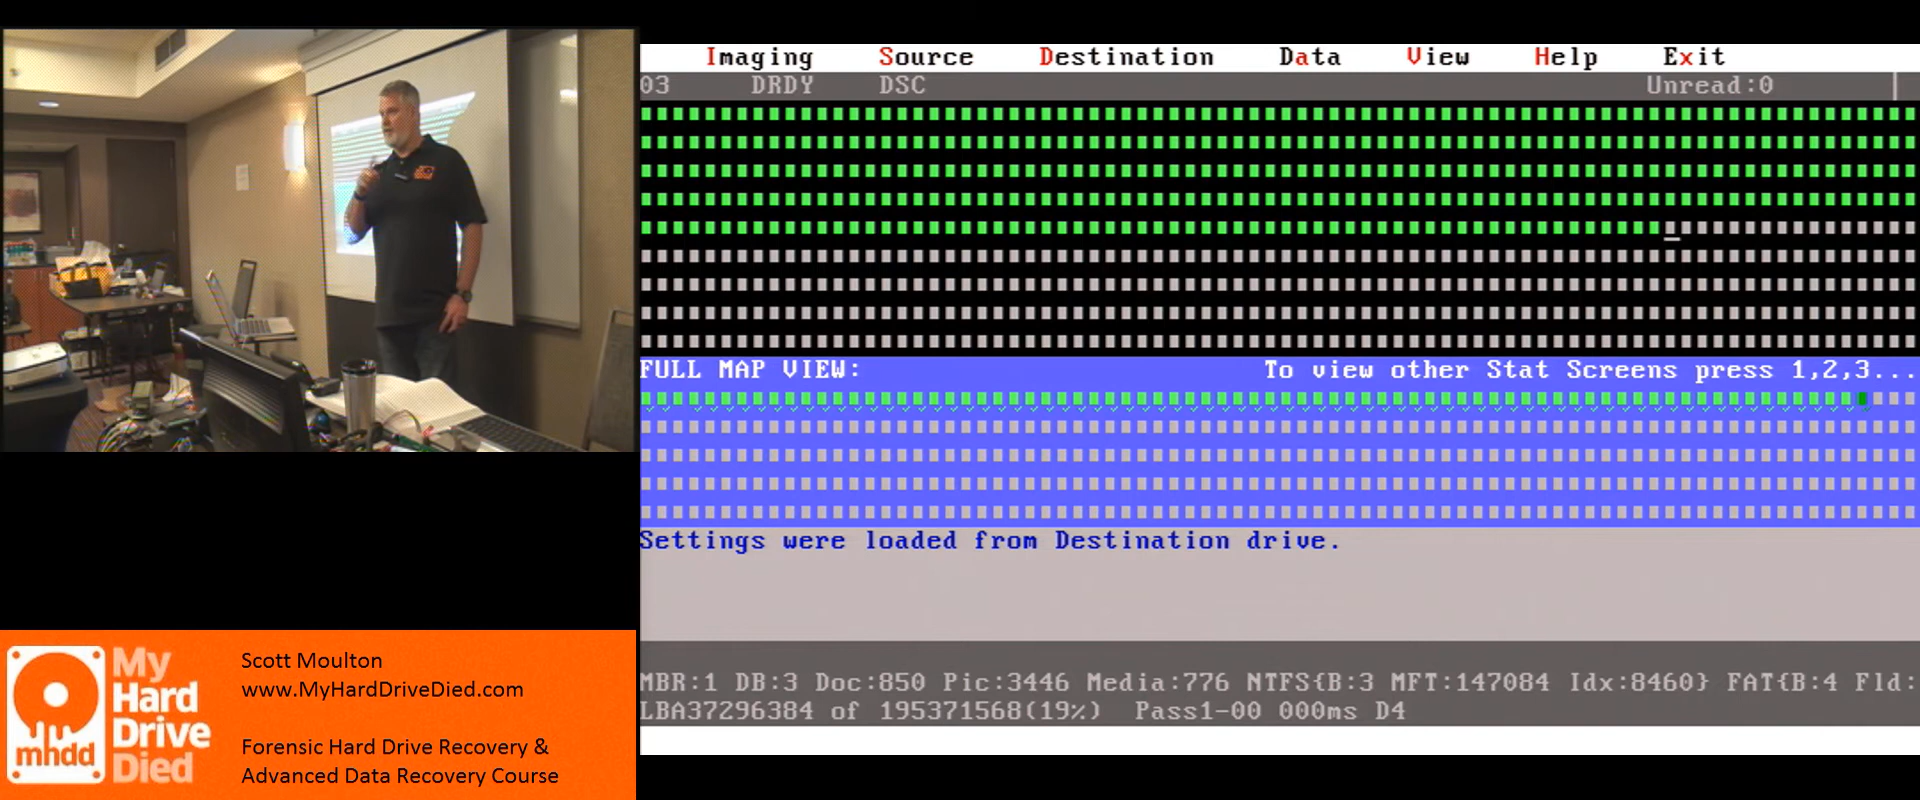 Imaging Source Destination Data View Help Exit
03 DRDY DSC Unread:0
FULL MAP VIEW: To view other Stat Screens press 1,2,3...
Settings were loaded from Destination drive.
MBR:1 DB:3 Doc:850 Pic:3446 Media:776 NTFS{B:3 MFT:147084 Idx:8460} FAT{B:4 Fld:
LBA37296384 of 195371568(19%) Pass1-00 000ms D4
mhdd
My
Hard
Drive
Died
Scott Moulton
www.MyHardDriveDied.com
Forensic Hard Drive Recovery &
Advanced Data Recovery Course